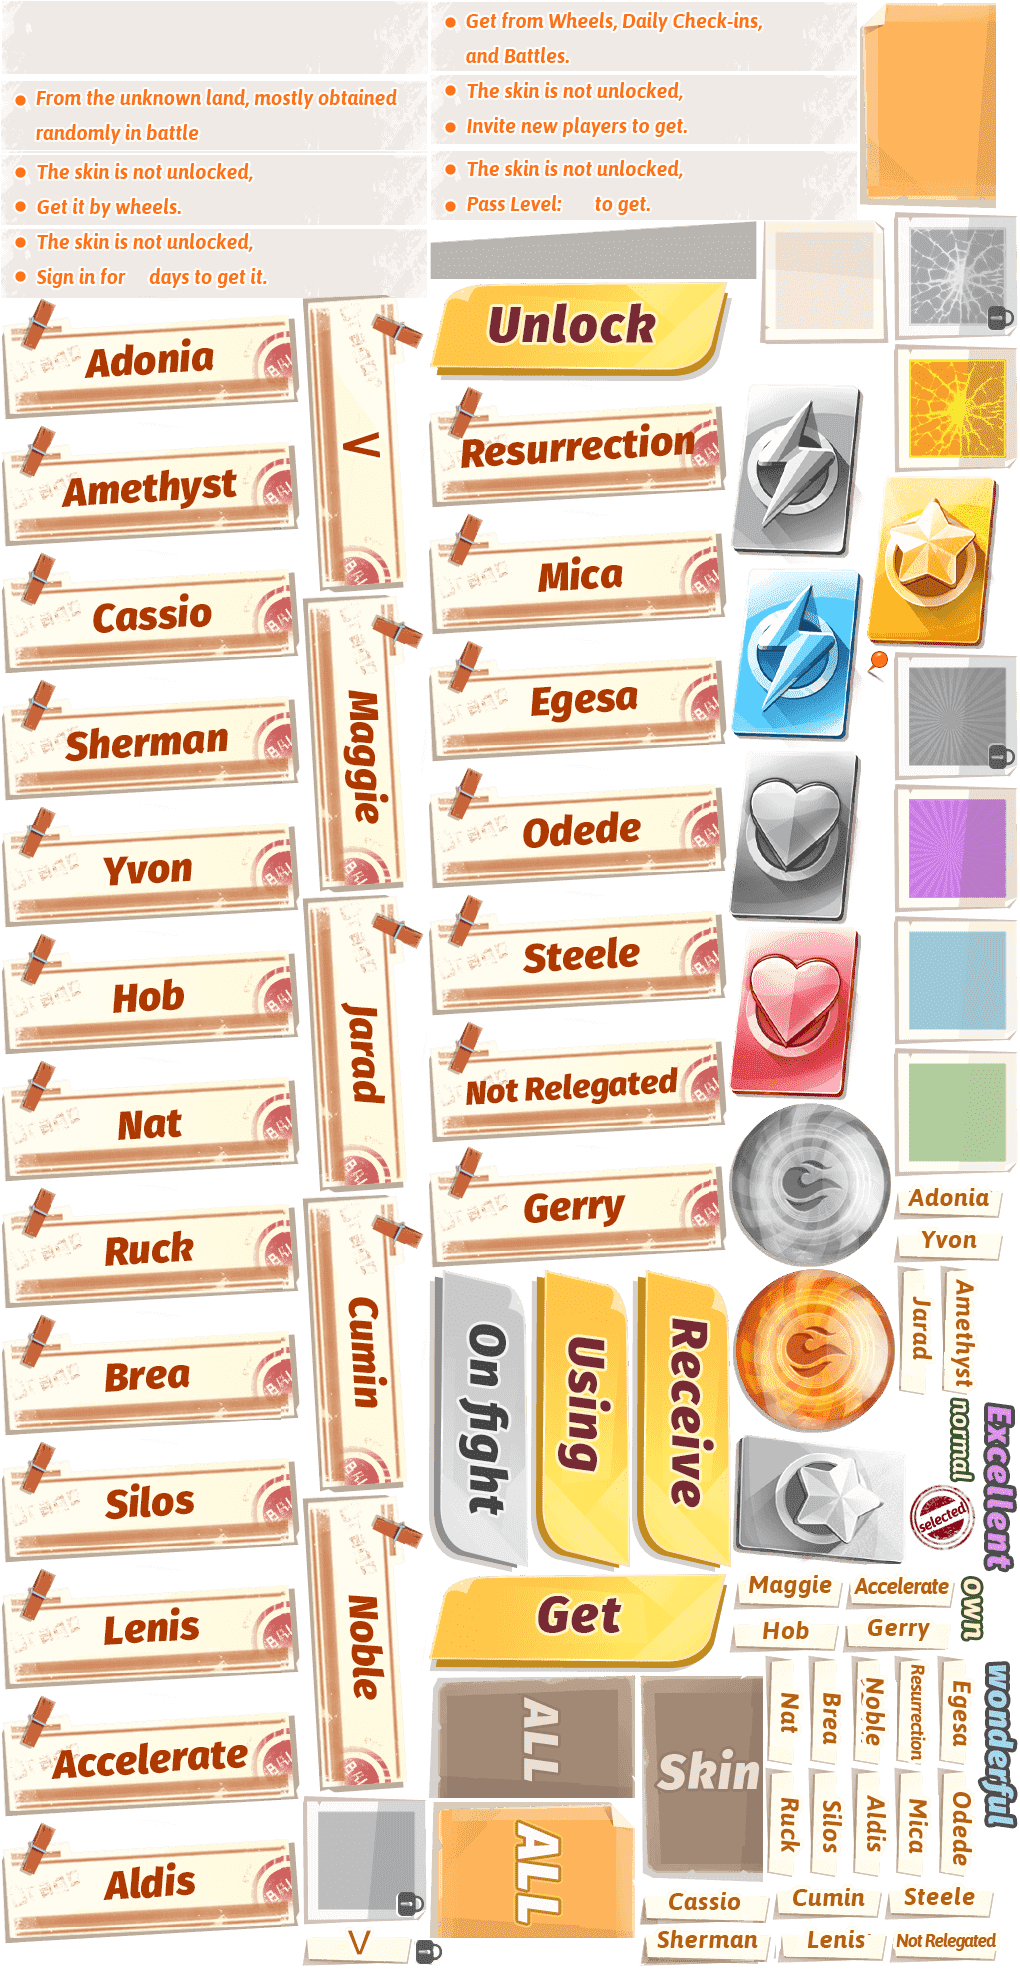 From the unknown land, mostly obtained
randomly in battle
The skin is not unlocked,
Get it by wheels.
The skin is not unlocked,
Sign in for days to get it.
Get from Wheels, Daily Check-ins,
and Battles.
The skin is not unlocked,
Invite new players to get.
The skin is not unlocked,
Pass Level: to get.
Adonia
Amethyst
Cassio
Sherman
Yvon
Hob
Nat
Ruck
Brea
Silos
Lenis
Accelerate
Aldis
V
Maggie
Jarad
Cumin
Noble
V
Unlock
Resurrection
Mica
Egesa
Odede
Steele
Not Relegated
Gerry
On fight
Using
Receive
Get
ALL
Skin
ALL
Adonia
Yvon
Jarad
Amethyst
normal
Excellent
selected
Maggie
Accelerate
own
Hob
Gerry
Nat
Brea
Noble
Resurrection
Egesa
wonderful
Ruck
Silos
Aldis
Mica
Odede
Cassio
Cumin
Steele
Sherman
Lenis
Not Relegated